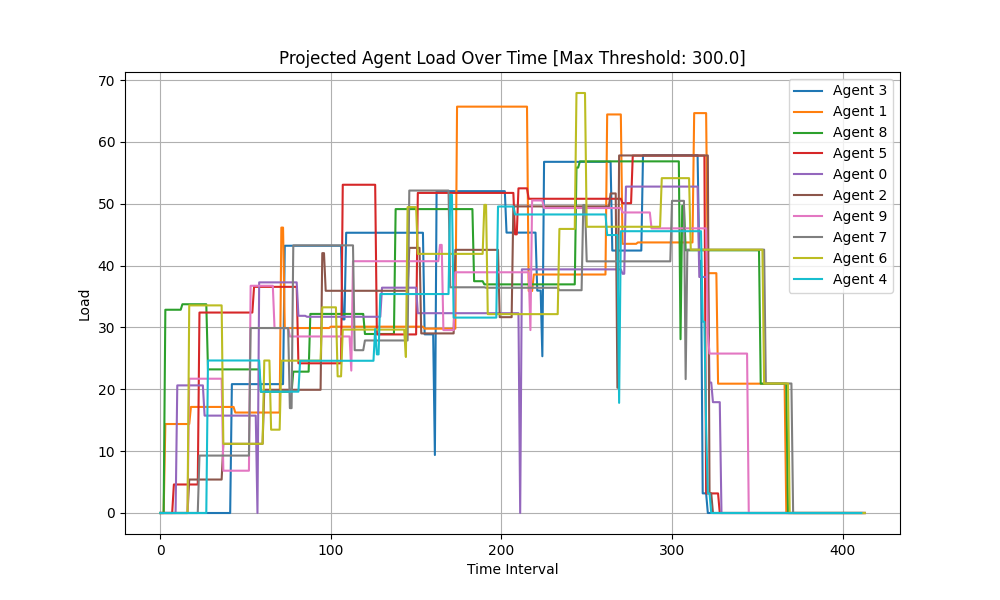 Projected Agent Load Over Time [Max Threshold: 300.0]
Load
70
60
50
40
30
20
10
0
0 100 200 300 400
Time Interval
Agent 3
Agent 1
Agent 8
Agent 5
Agent 0
Agent 2
Agent 9
Agent 7
Agent 6
Agent 4